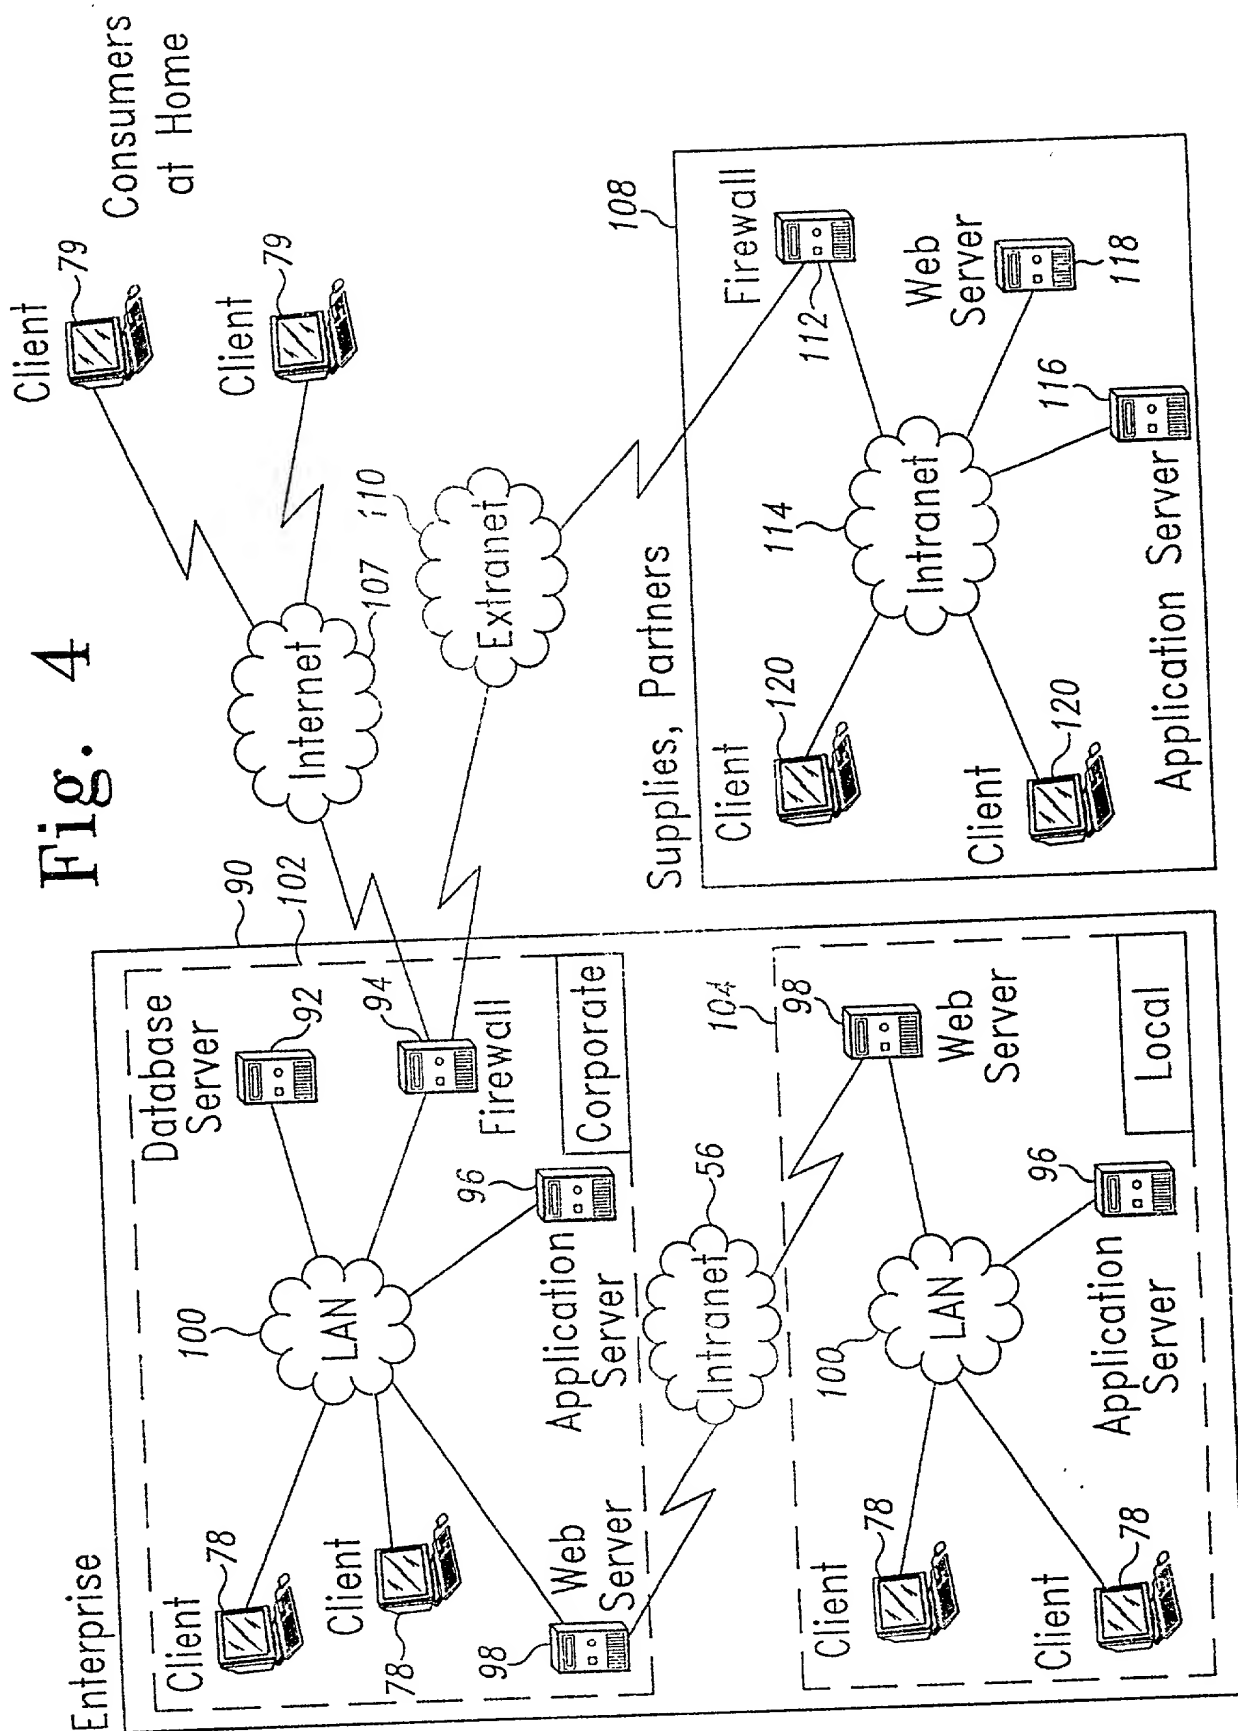 Fig. 4
Enterprise
90
102
Database
Server
92
94
Firewall
Corporate
100
LAN
96
Application
Server
Client
78
Client
78
Web
Server
98
Intranet
56
104
98
Web
Server
Local
100
LAN
96
Application
Server
Client
78
Client
78
Internet
107
Client
79
Client
79
Consumers
at Home
Extranet
110
Supplies, Partners
108
Firewall
112
Web
Server
118
114
Intranet
116
Application Server
Client
120
Client
120